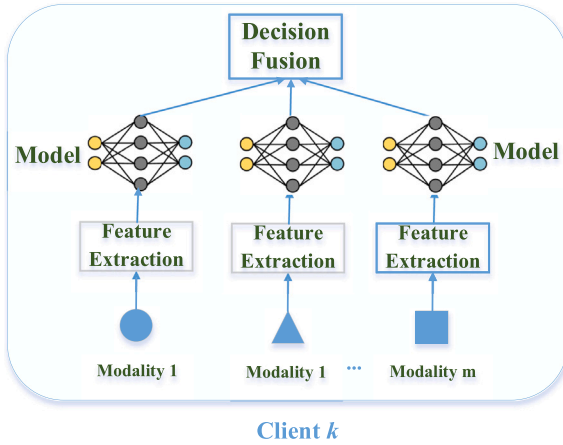 Decision
Fusion
Model
Model
Feature
Extraction
Feature
Extraction
Feature
Extraction
Modality 1
Modality 1
...
Modality m
Client k